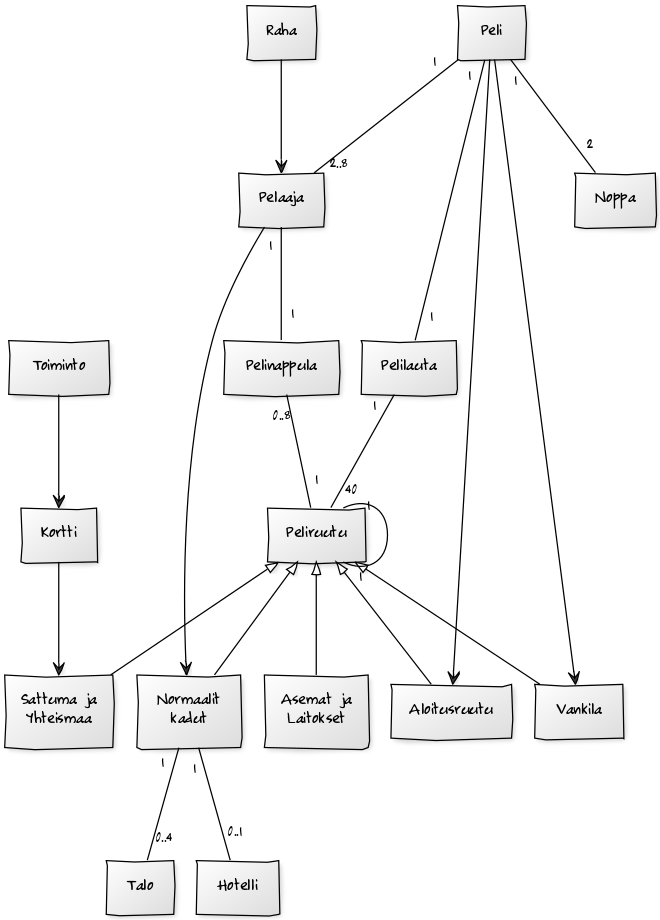 Raha
Peli
1
1
1
2
2..8
Pelaaja
Noppa
1
1
1
Toiminto
Pelinappula
Pelilauta
0..8
1
1
40
1
Kortti
Peliruutu
1
Sattuma ja
Yhteismaa
Normaalit
kadut
Asemat ja
Laitokset
Aloitusruutu
Vankila
1
1
0..4
0..1
Talo
Hotelli